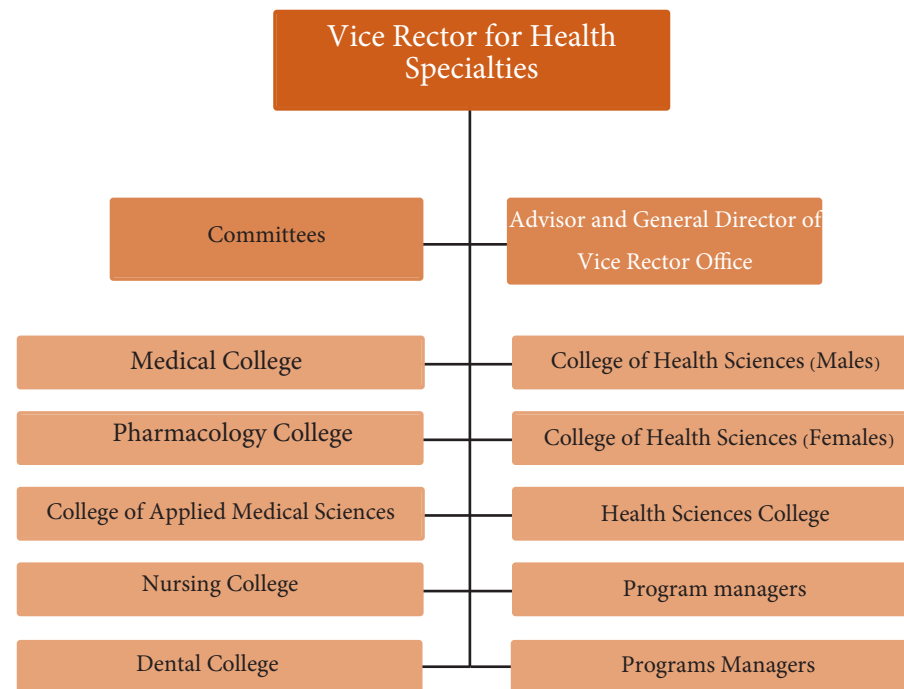 Vice Rector for Health
Specialties
Committees
Advisor and General Director of
Vice Rector Office
Medical College
College of Health Sciences (Males)
Pharmacology College
College of Health Sciences (Females)
College of Applied Medical Sciences
Health Sciences College
Nursing College
Program managers
Dental College
Programs Managers